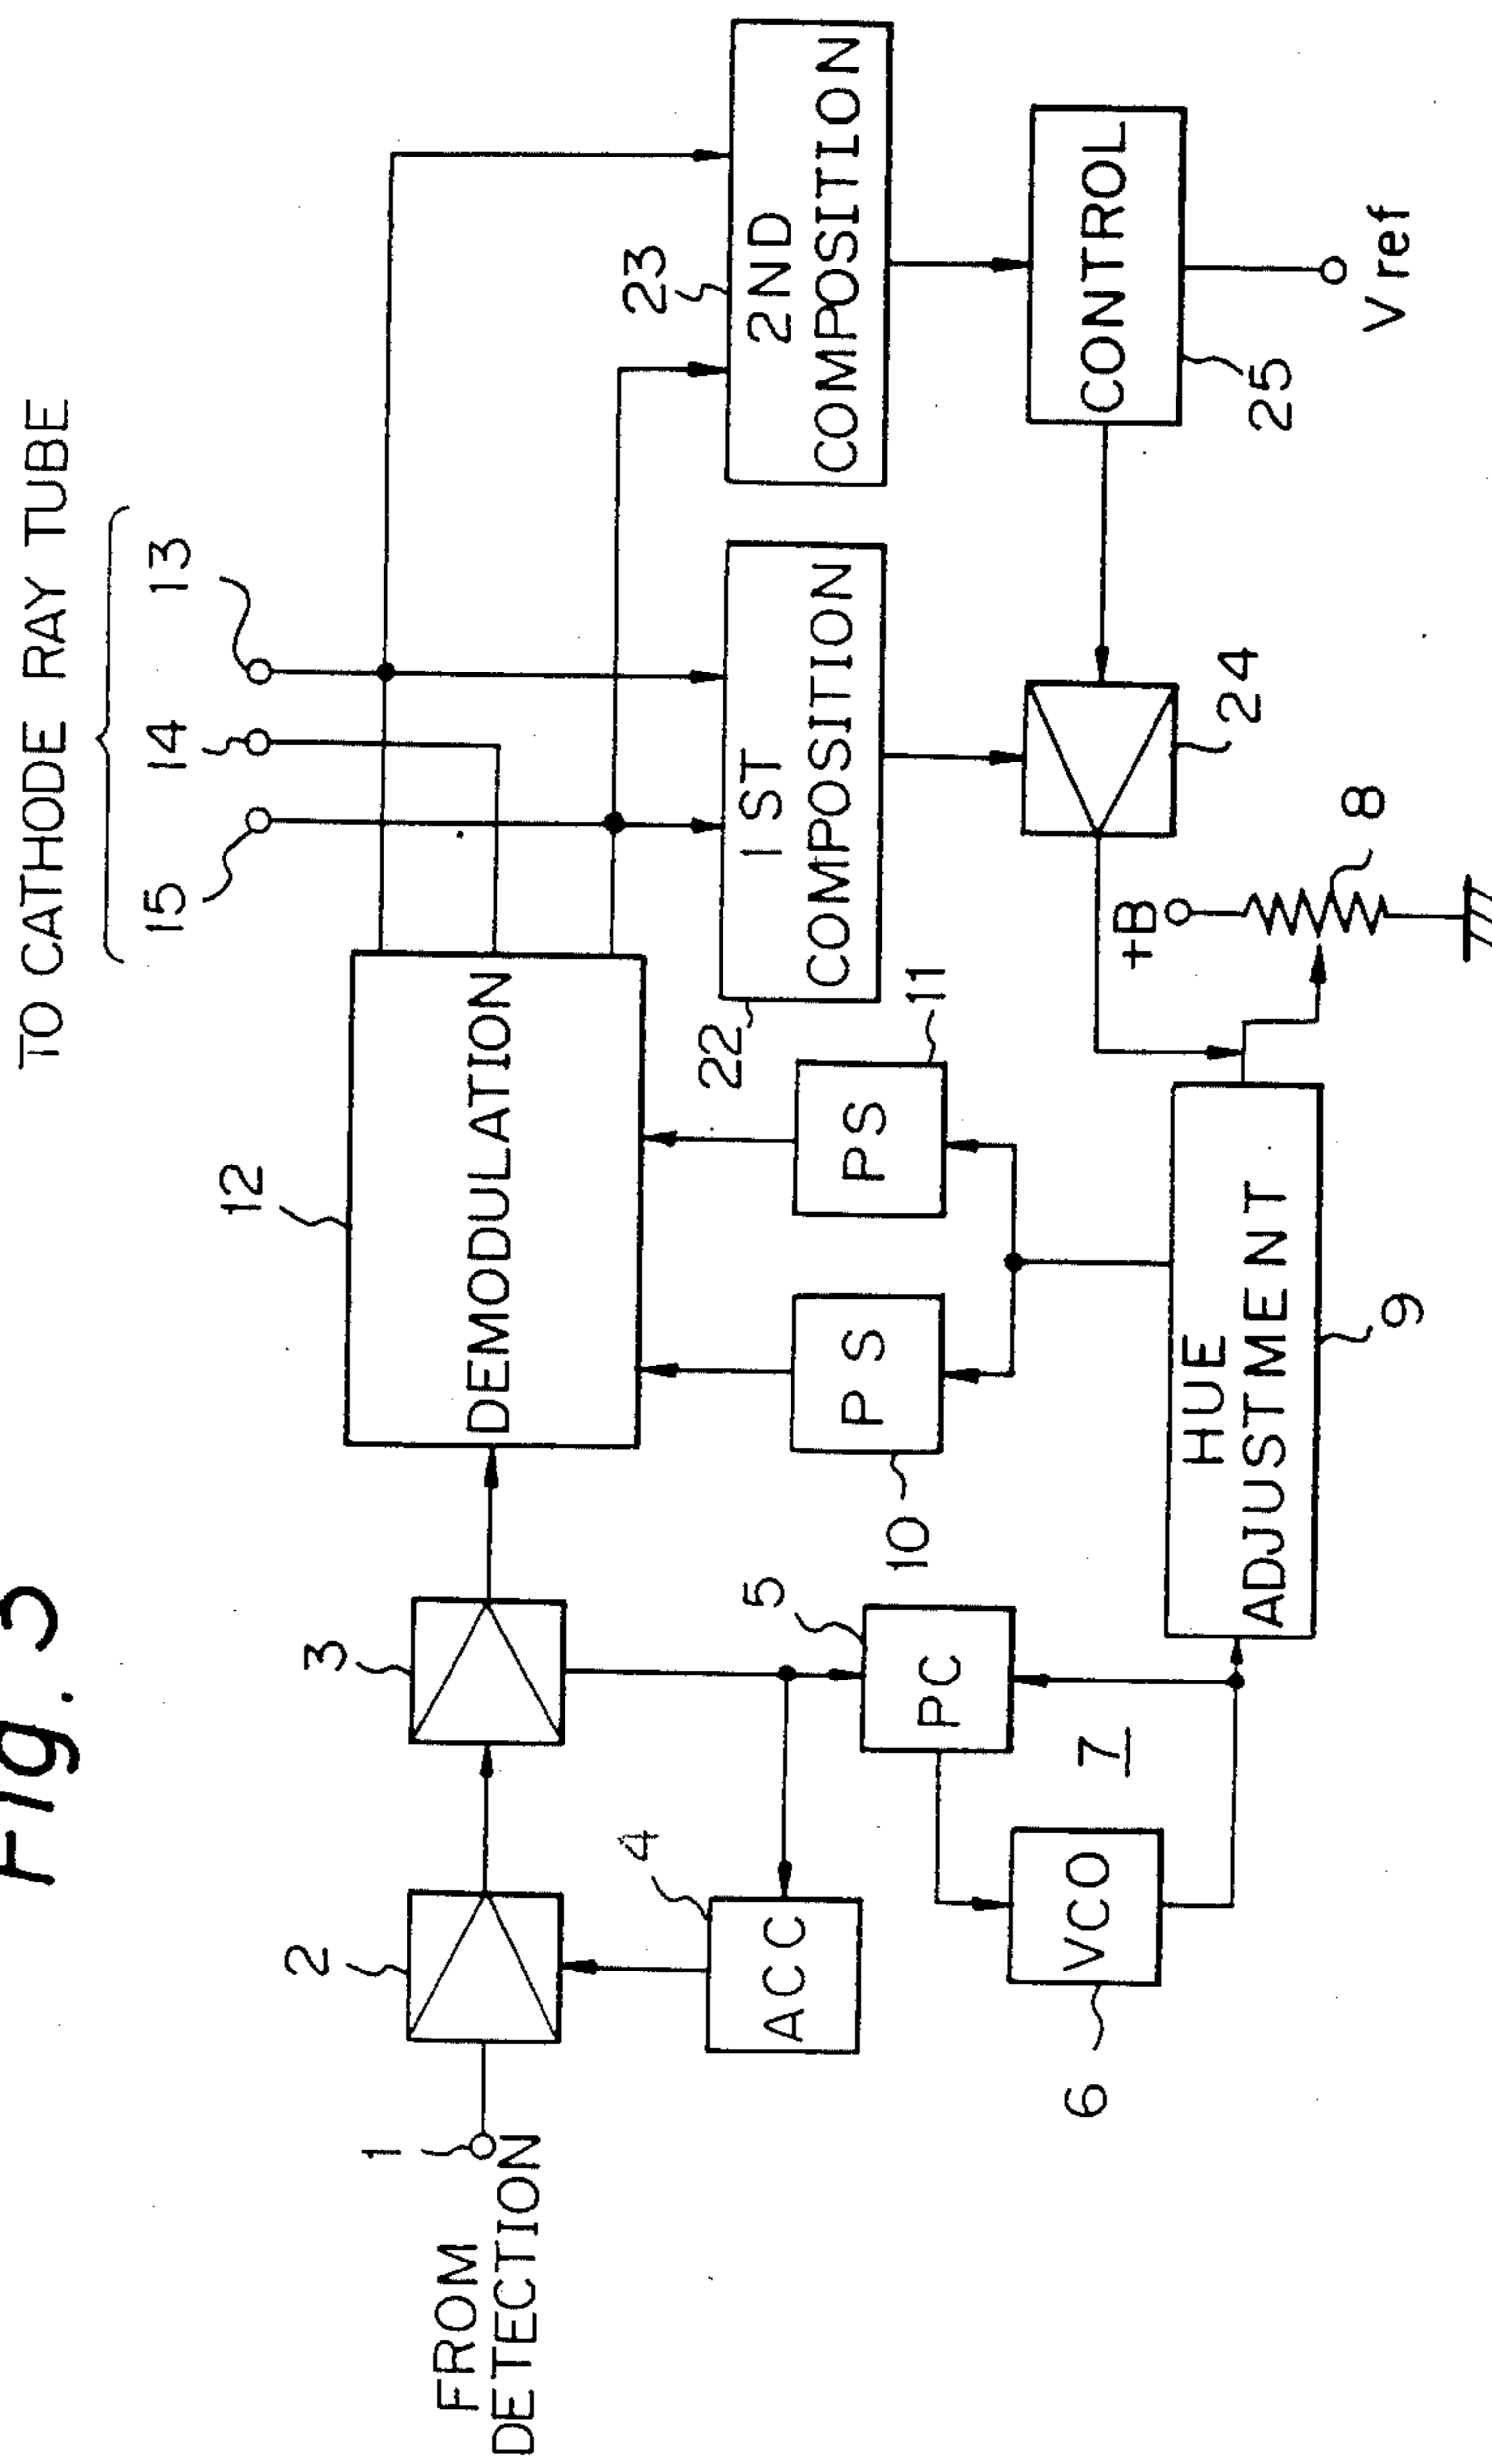 Fig.
TO CATHODE RAY TUBE
15
14
13
12
DEMODULATION
3
2
1
FROM
DETECTION
4
ACC
5
PC
7
6
VCO
10
PS
11
PS
22
1ST
COMPOSITION
23
2ND
COMPOSITION
HUE
ADJUSTMENT
9
+B
8
24
CONTROL
25
Vref